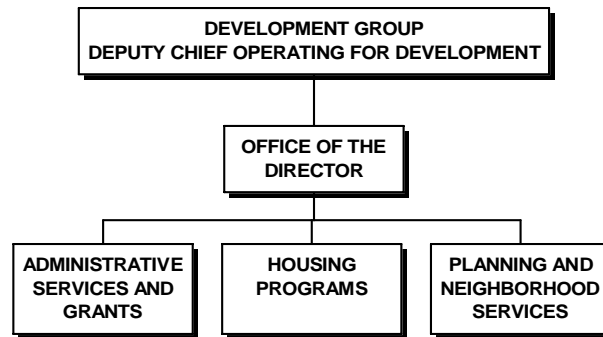 DEVELOPMENT GROUP
DEPUTY CHIEF OPERATING FOR DEVELOPMENT
OFFICE OF THE
DIRECTOR
ADMINISTRATIVE
SERVICES AND
GRANTS
HOUSING
PROGRAMS
PLANNING AND
NEIGHBORHOOD
SERVICES